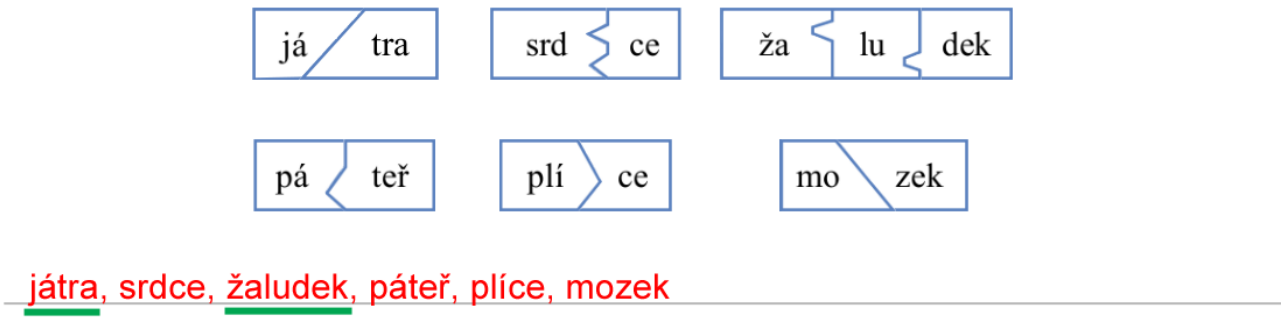 já tra srd ce ža lu dek
pá teř plí ce mo zek
játra, srdce, žaludek, páteř, plíce, mozek